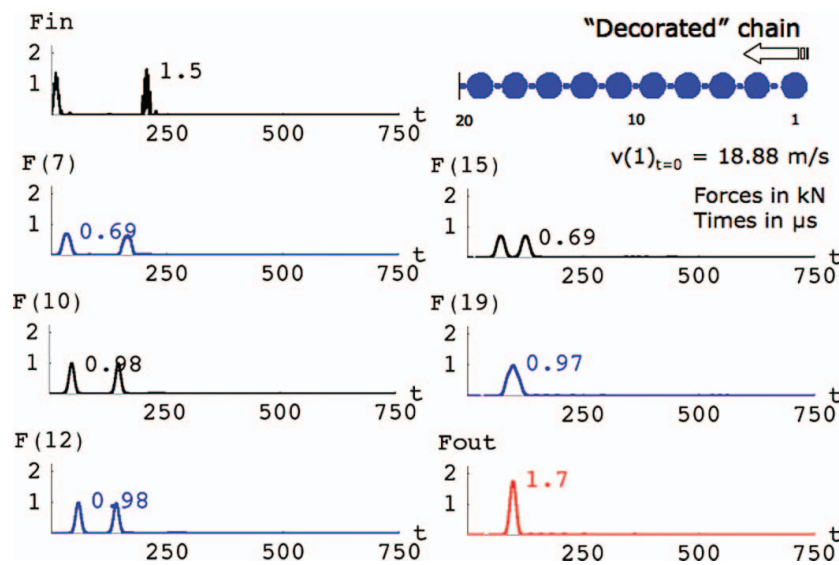 Fin
2
1
1.5
t
250
500
750
"Decorated" chain
20
10
1
v(1)t=0 = 18.88 m/s
Forces in kN
Times in µs
F(7)
2
1
0.69
t
250
500
750
F(15)
2
1
0.69
t
250
500
750
F(10)
2
1
0.98
t
250
500
750
F(19)
2
1
0.97
t
250
500
750
F(12)
2
1
0.98
t
250
500
750
Fout
2
1
1.7
t
250
500
750